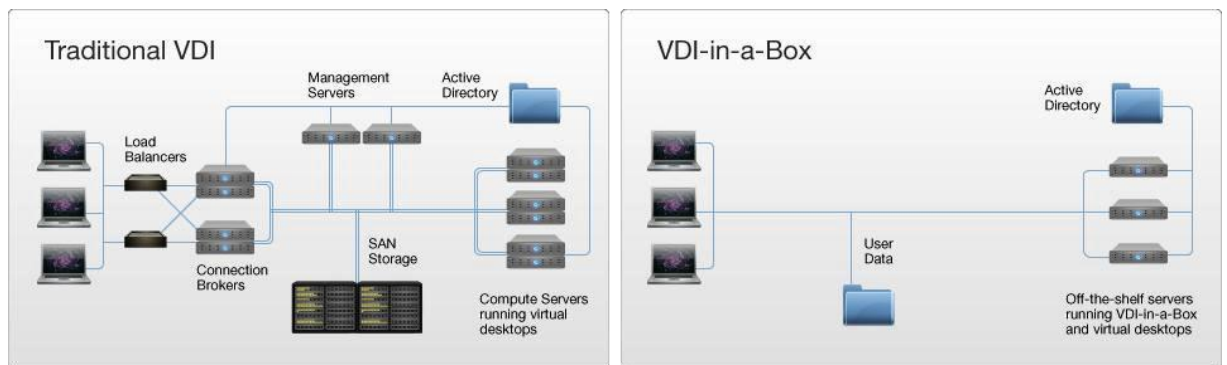 Traditional VDI
Management
Servers
Active
Directory
Load
Balancers
Connection
Brokers
SAN
Storage
Compute Servers
running virtual
desktops
VDI-in-a-Box
Active
Directory
User
Data
Off-the-shelf servers
running VDI-in-a-Box
and virtual desktops